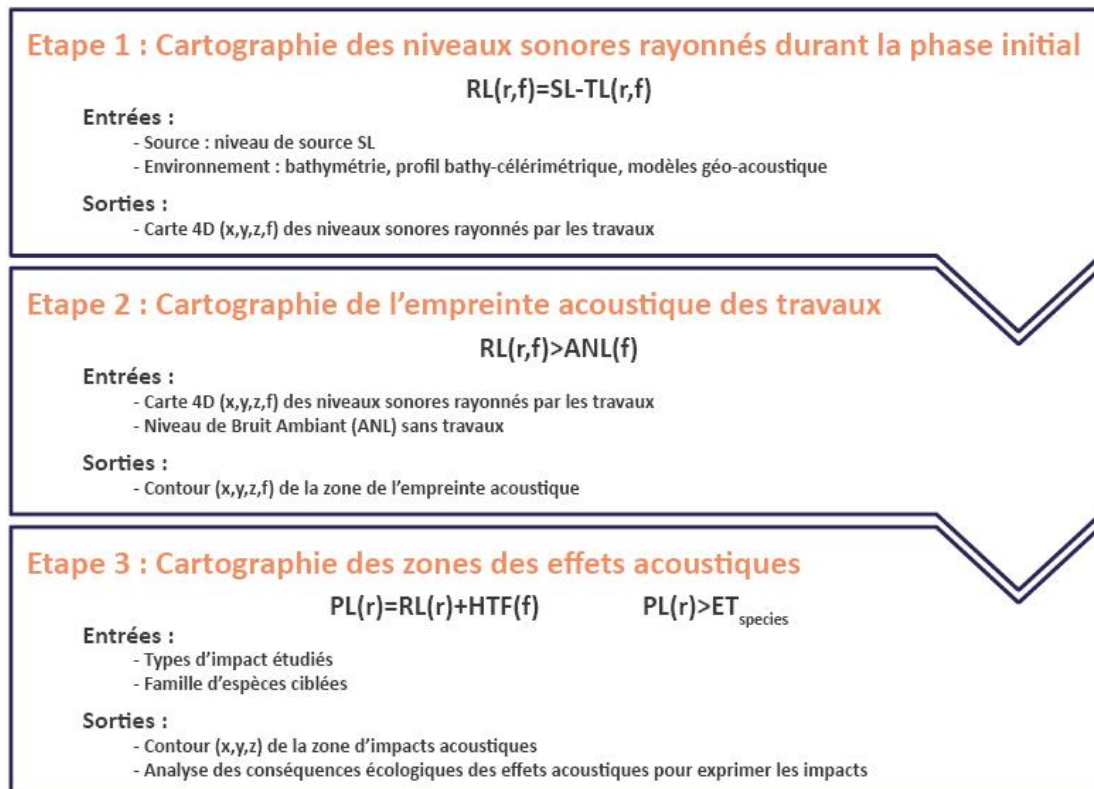 Etape 1 : Cartographie des niveaux sonores rayonnés durant la phase initial
RL(r,f)=SL-TL(r,f)
Entrées :
- Source : niveau de source SL
- Environnement : bathymétrie, profil bathy-célérimétrique, modèles géo-acoustique
Sorties :
- Carte 4D (x,y,z,f) des niveaux sonores rayonnés par les travaux
Etape 2 : Cartographie de l’empreinte acoustique des travaux
RL(r,f)>ANL(f)
Entrées :
- Carte 4D (x,y,z,f) des niveaux sonores rayonnés par les travaux
- Niveau de Bruit Ambiant (ANL) sans travaux
Sorties :
- Contour (x,y,z,f) de la zone de l’empreinte acoustique
Etape 3 : Cartographie des zones des effets acoustiques
PL(r)=RL(r)+HTF(f) PL(r)>ETspecies
Entrées :
- Types d’impact étudiés
- Famille d’espèces ciblées
Sorties :
- Contour (x,y,z) de la zone d’impacts acoustiques
- Analyse des conséquences écologiques des effets acoustiques pour exprimer les impacts